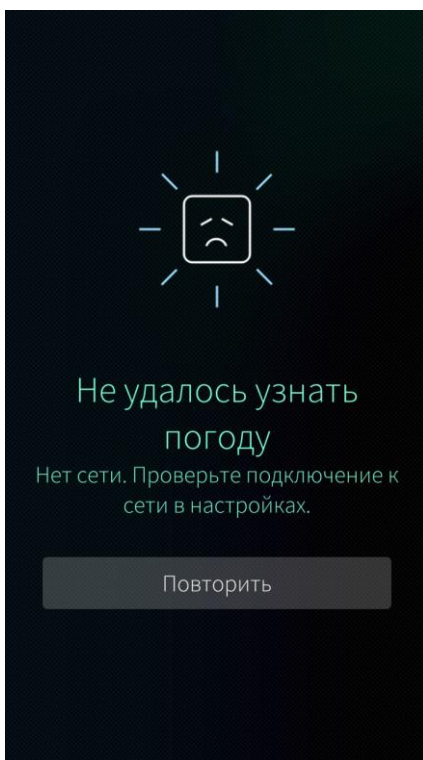 Не удалось узнать
погоду
Нет сети. Проверьте подключение к
сети в настройках.
Повторить